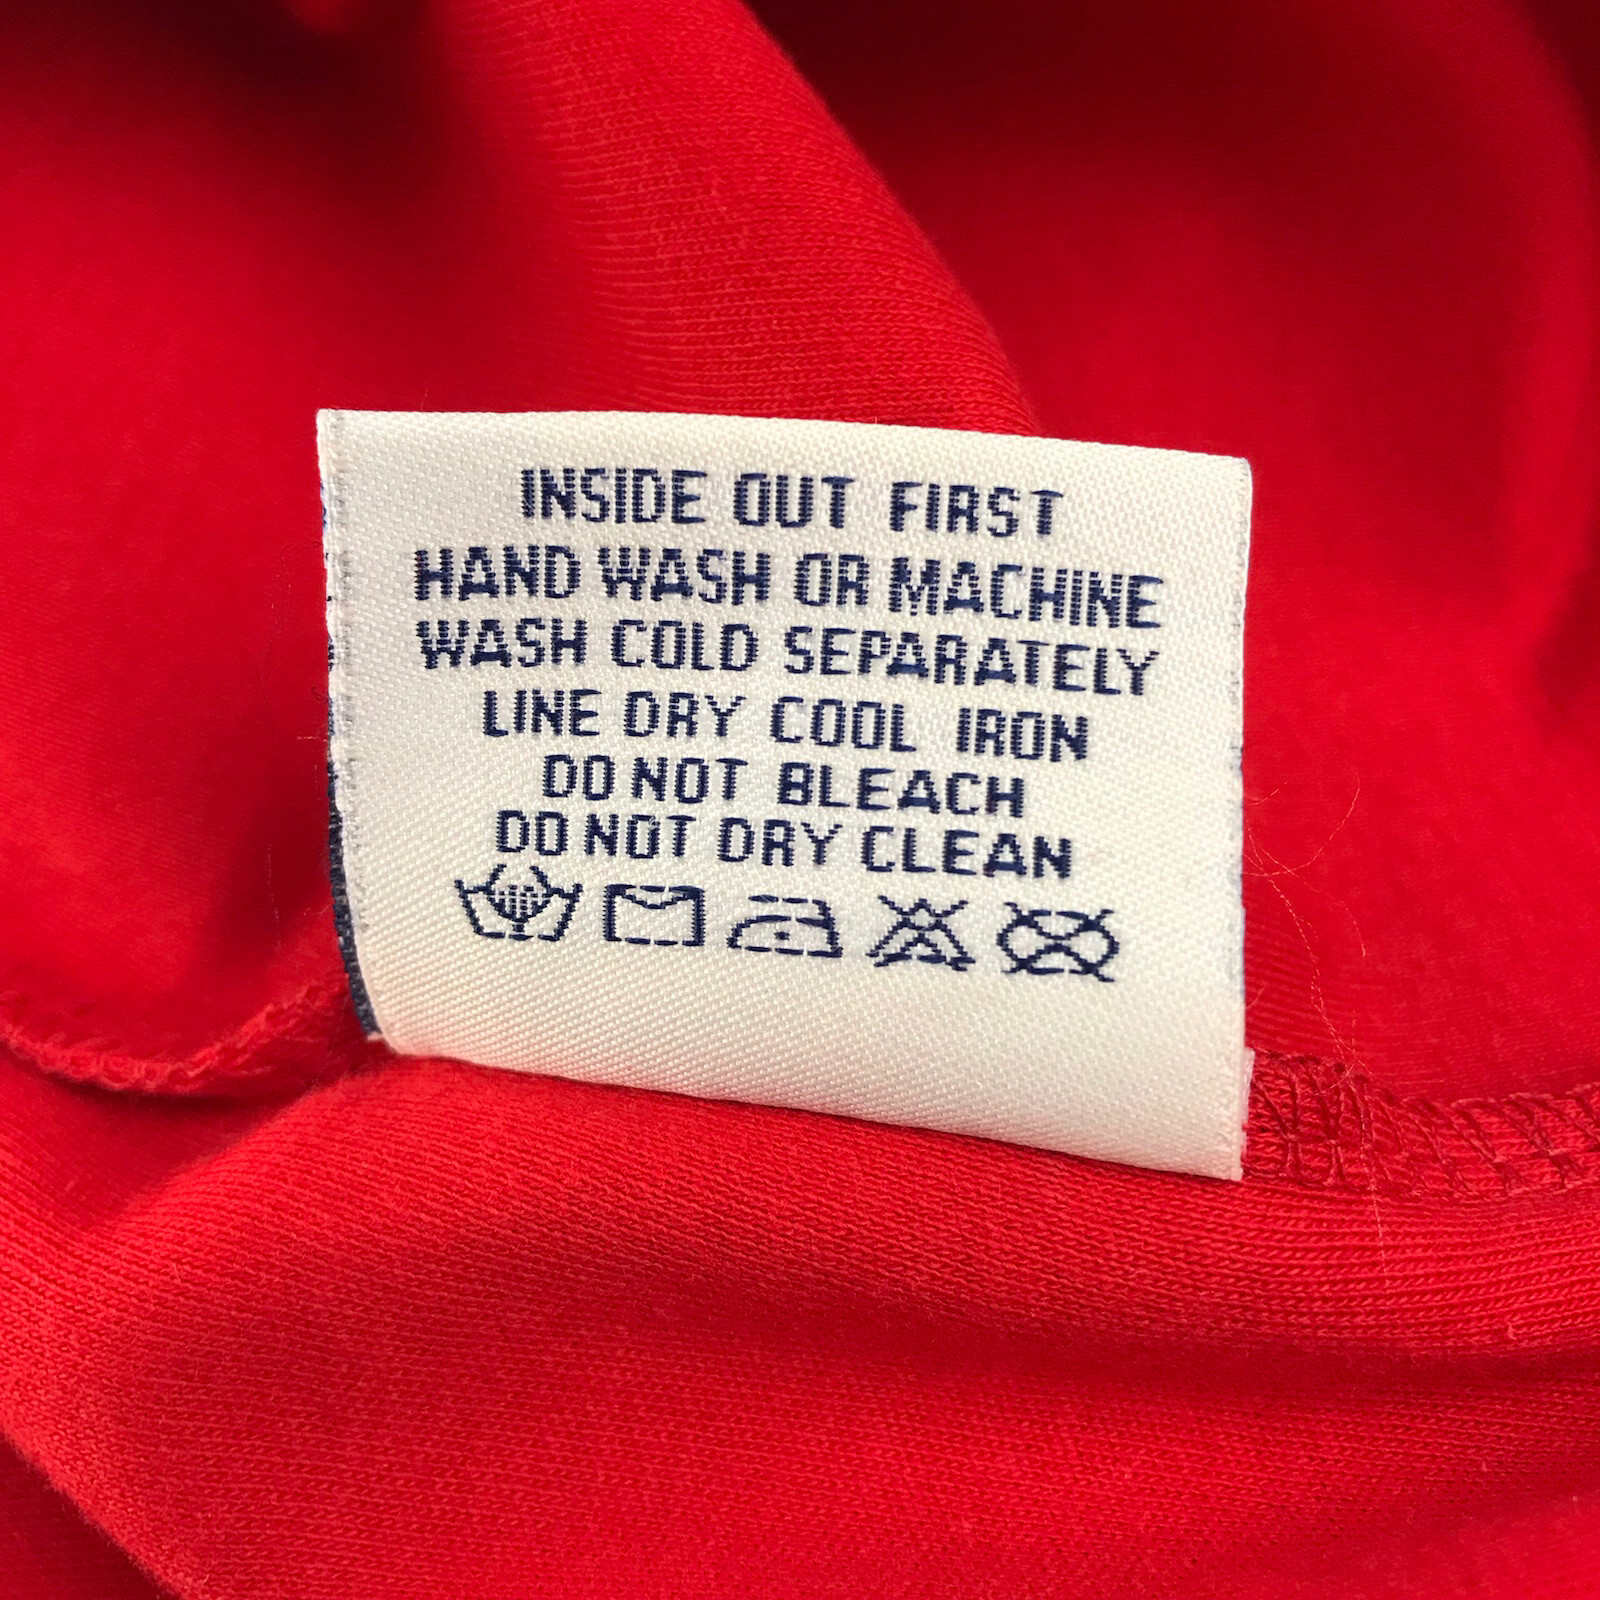 INSIDE OUT FIRST
HAND WASH OR MACHINE
WASH COLD SEPARATELY
LINE DRY COOL IRON
DO NOT BLEACH
DO NOT DRY CLEAN